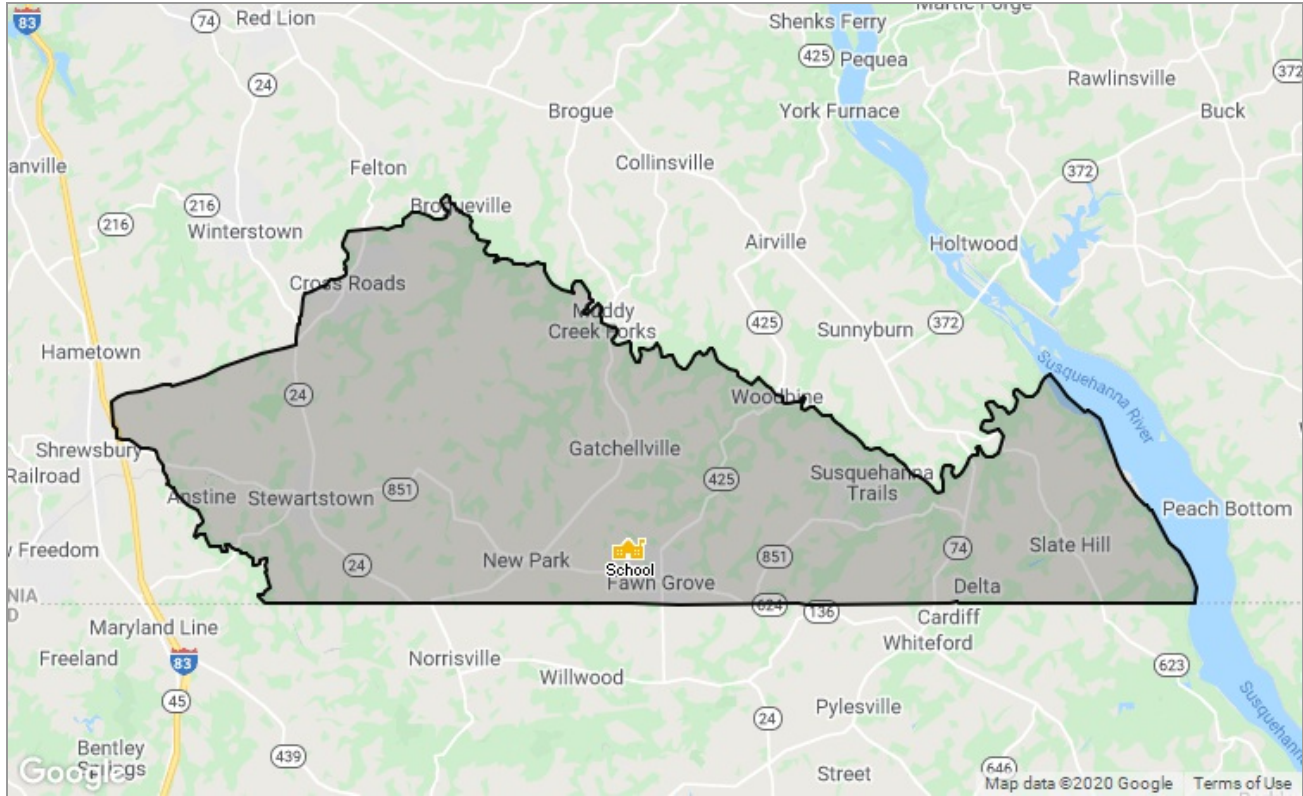 83
74
Red Lion
Shenks Ferry
Martic Forge
425
Pequea
Rawlinsville
372
24
Brogue
York Furnace
Buck
anville
Felton
Collinsville
372
216
216
Winterstown
Brogueville
Airville
Holtwood
Cross Roads
Muddy
Creek Forks
425
Sunnyburn
372
Hametown
Susquehanna River
24
Woodbine
Shrewsbury
Gatchellville
Railroad
Anstine
Stewartstown
851
425
Susquehanna
Trails
Peach Bottom
w Freedom
New Park
School
Fawn Grove
851
74
Slate Hill
24
Delta
NIA
D
624
136
Cardiff
Maryland Line
Whiteford
Freeland
83
Norrisville
Willwood
623
45
Pylesville
24
Susquehanna
Bentley
Springs
439
Street
646
Google
Map data ©2020 Google
Terms of Use